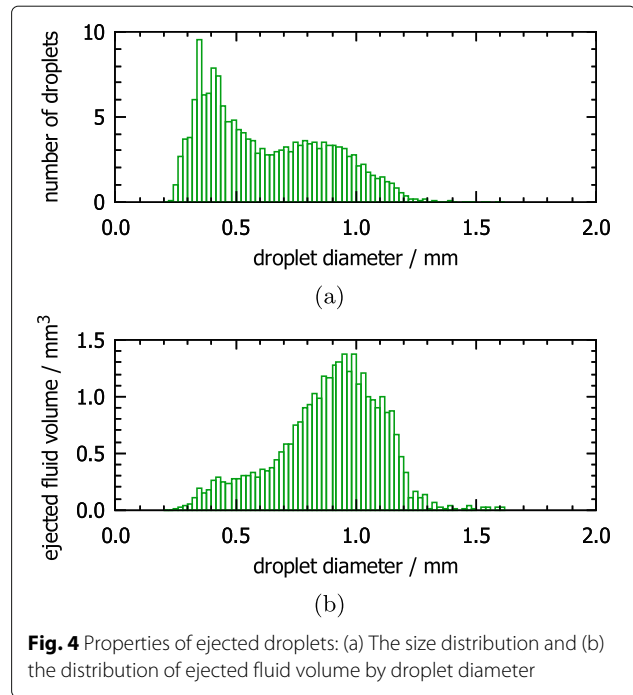 10
5
0
number of droplets
0.0 0.5 1.0 1.5 2.0
droplet diameter / mm
(a)
1.5
1.0
0.5
0.0
ejected fluid volume / mm³
0.0 0.5 1.0 1.5 2.0
droplet diameter / mm
(b)
Fig. 4 Properties of ejected droplets: (a) The size distribution and (b)
the distribution of ejected fluid volume by droplet diameter